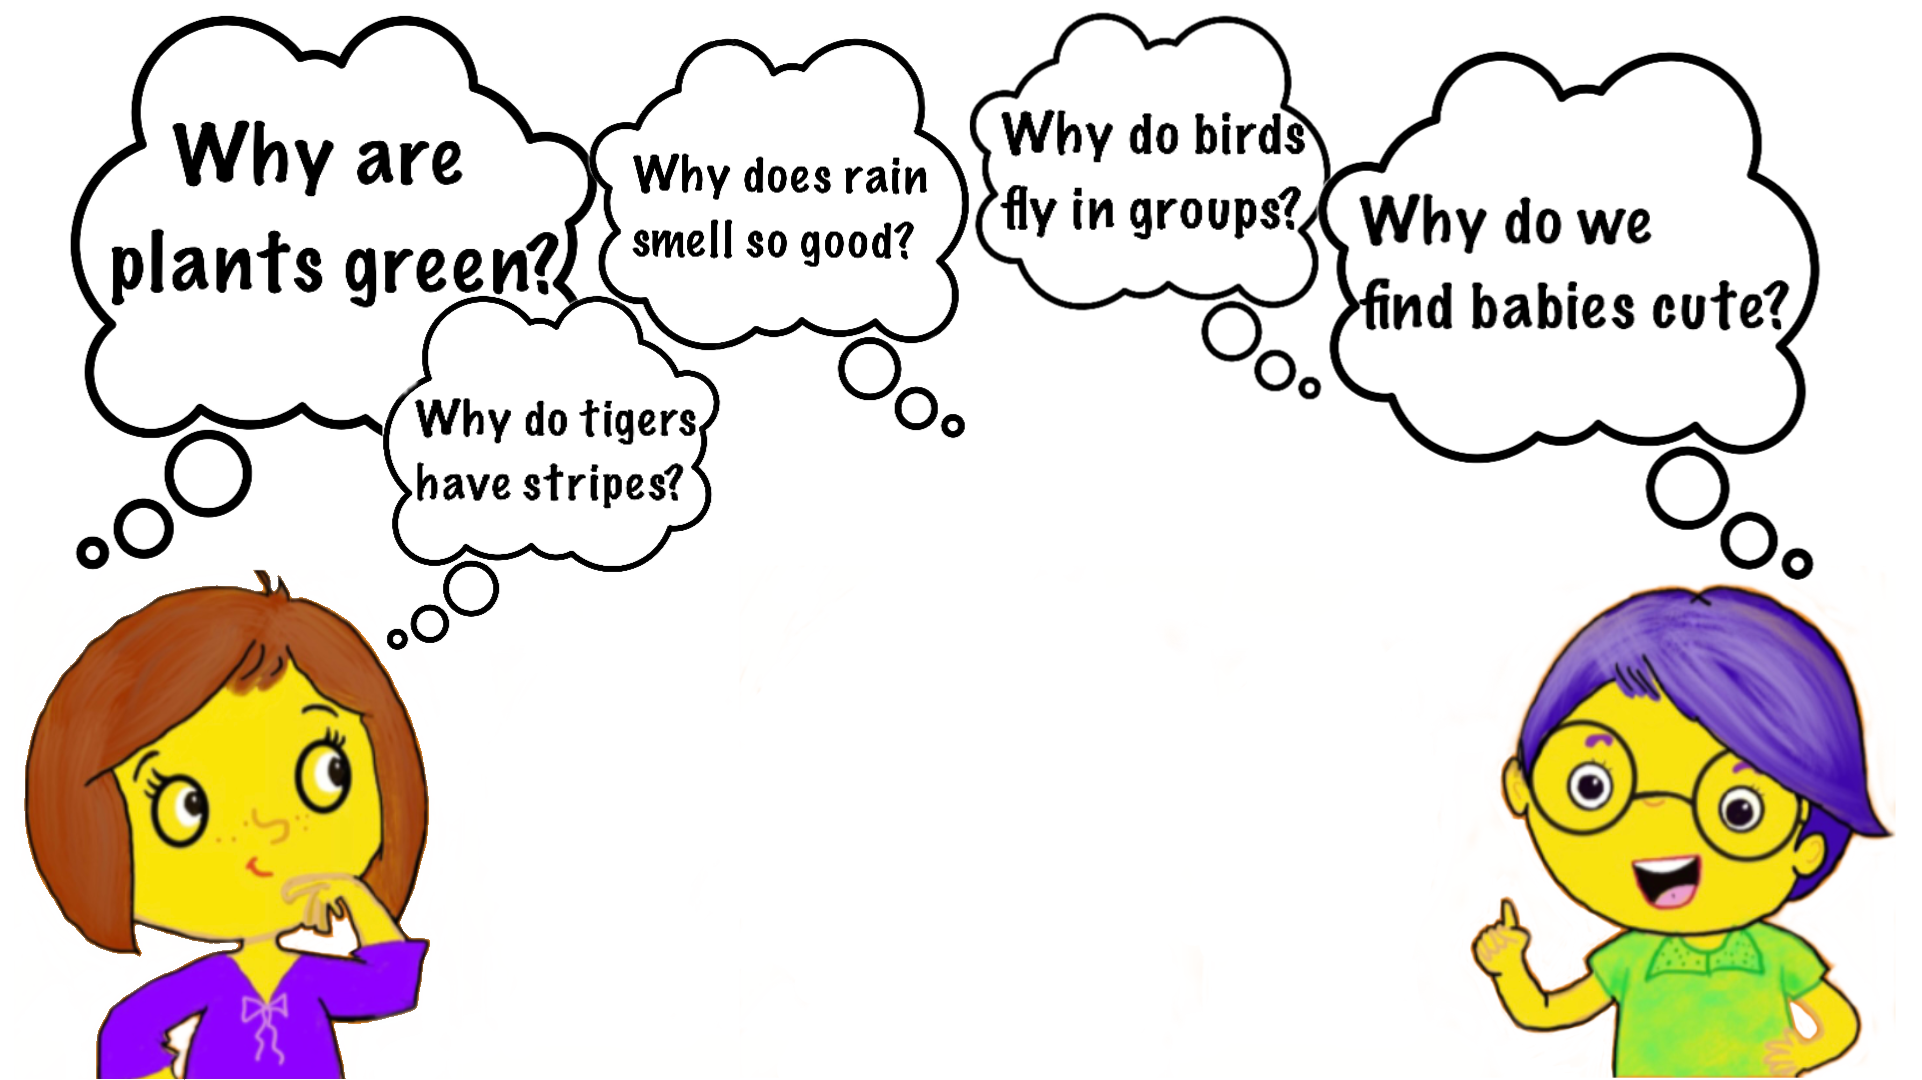 Why are
plants green?
Why do tigers
have stripes?
Why does rain
smell so good?
Why do birds
fly in groups?
Why do we
find babies cute?